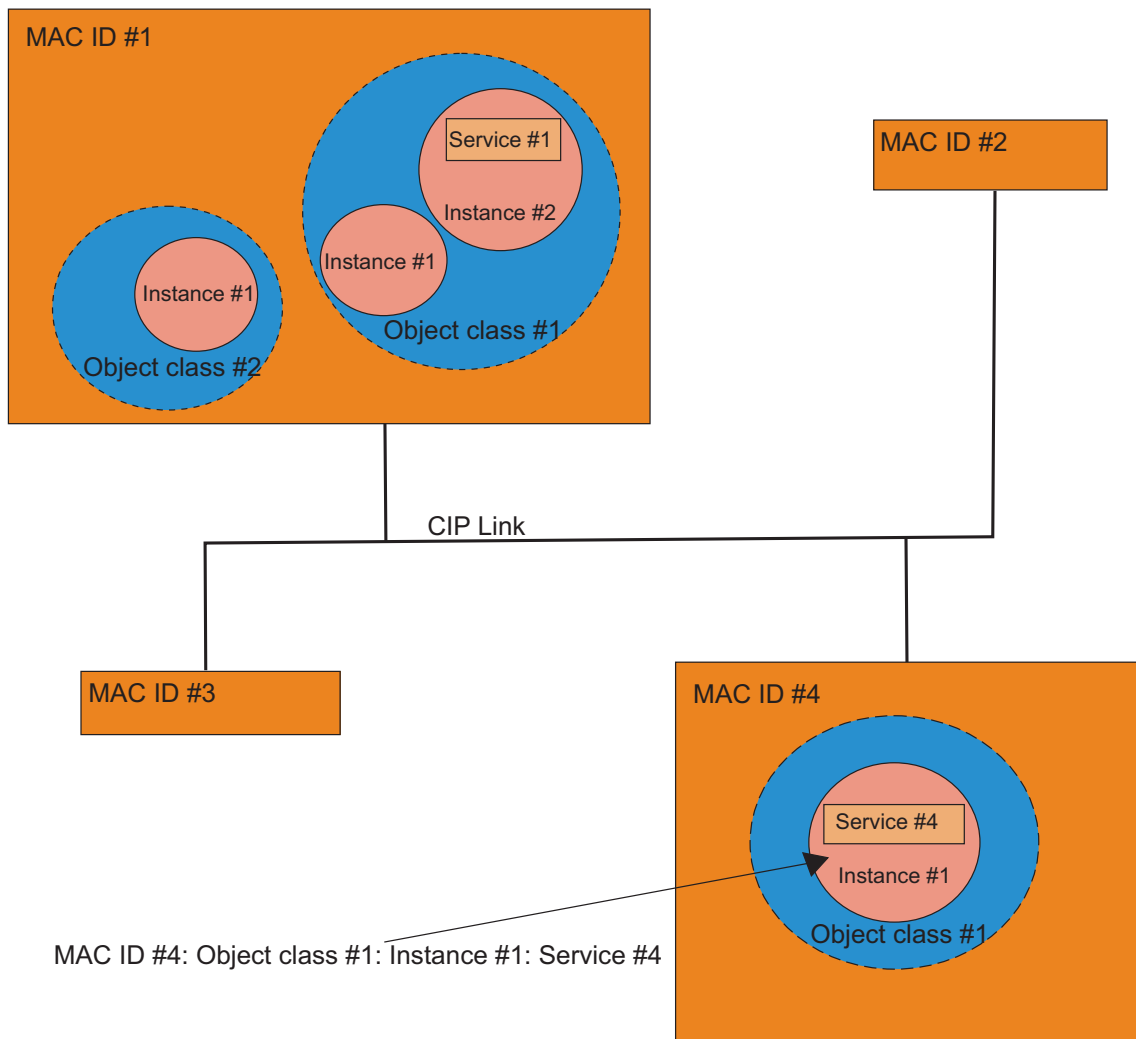 MAC ID #1
Service #1
Instance #2
Instance #1
Object class #1
Instance #1
Object class #2
MAC ID #2
CIP Link
MAC ID #3
MAC ID #4
Service #4
Instance #1
Object class #1
MAC ID #4: Object class #1: Instance #1: Service #4